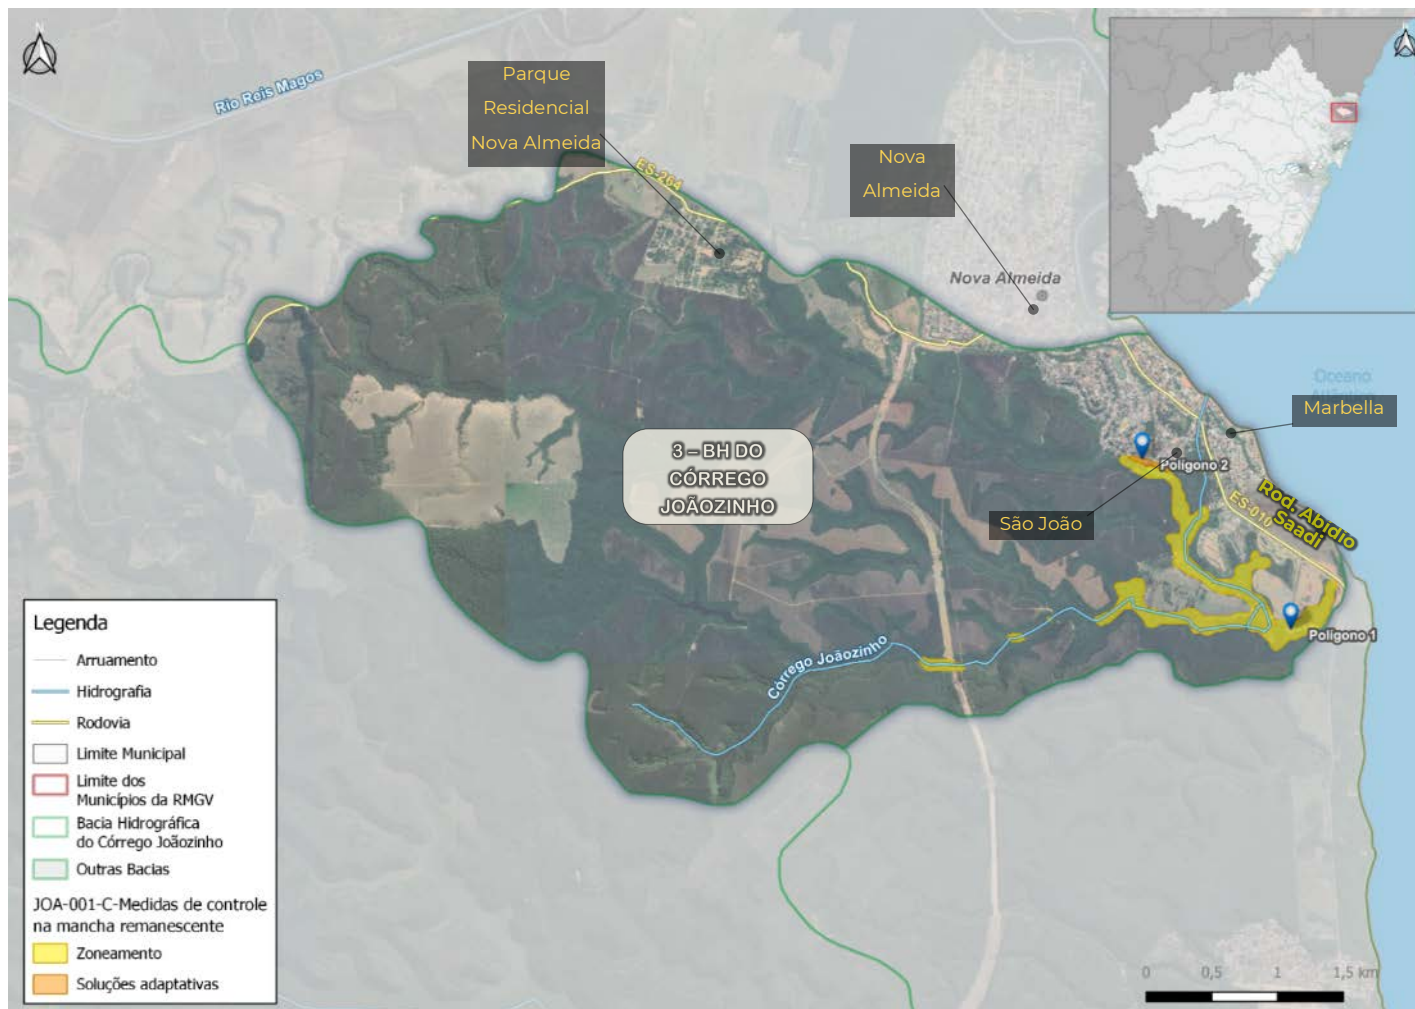 N
Rio Reis Magos
Parque
Residencial
Nova Almeida
ES-264
Nova
Almeida
Nova Almeida
N
Oceano
Marbella
3 – BH DO
CÓRREGO
JOÃOZINHO
Polígono 2
São João
ES-010
Rod. Abidio
Saadi
Polígono 1
Córrego Joãozinho
Legenda
Arruamento
Hidrografia
Rodovia
Limite Municipal
Limite dos
Municípios da RMGV
Bacia Hidrográfica
do Córrego Joãozinho
Outras Bacias
JOA-001-C-Medidas de controle
na mancha remanescente
Zoneamento
Soluções adaptativas
0 0,5 1 1,5 km